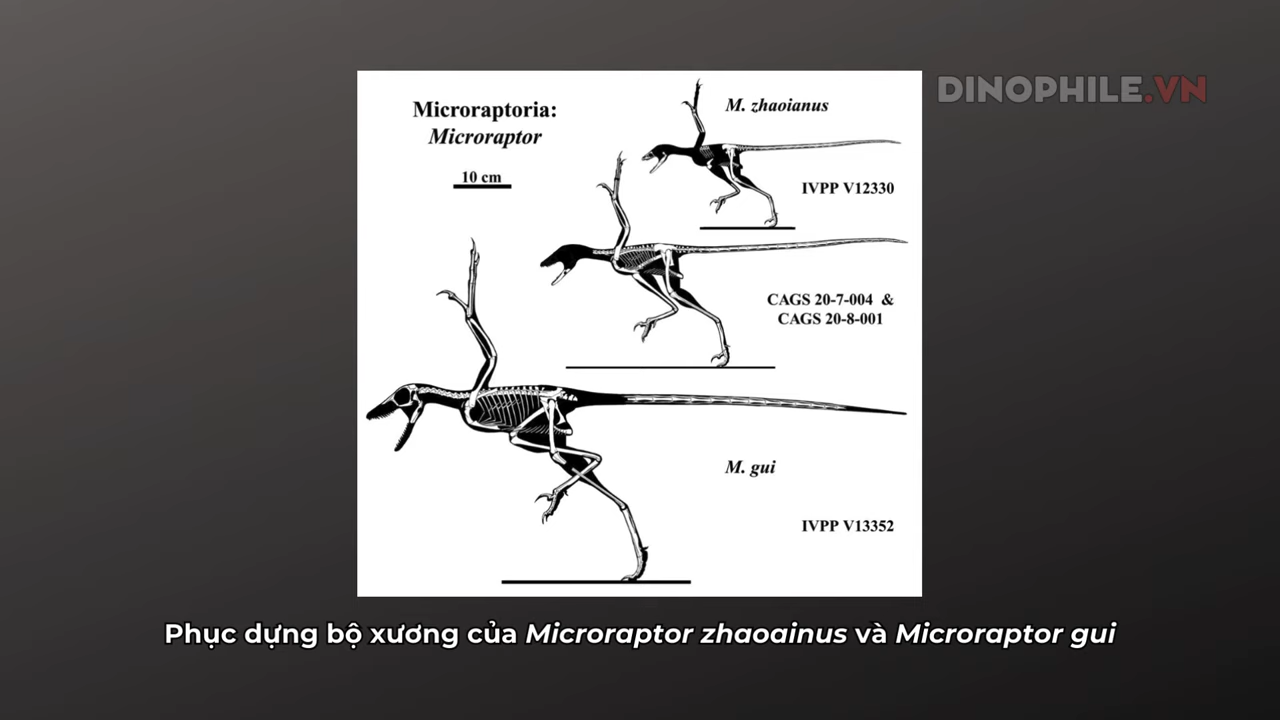 DINOPHILE.VN
Microraptoria:
Microraptor
10 cm
M. zhaoianus
IVPP V12330
CAGS 20-7-004 &
CAGS 20-8-001
M. gui
IVPP V13352
Phục dựng bộ xương của Microraptor zhaoainus và Microraptor gui